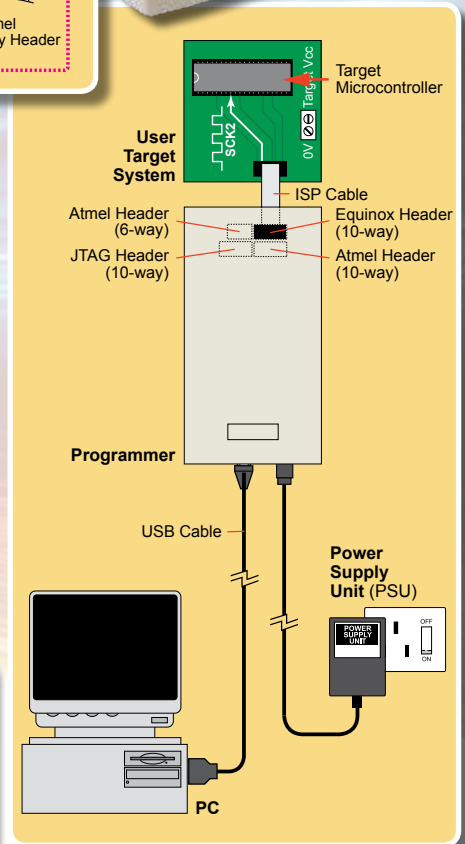 mel
y Header
Target
Microcontroller
Target Vcc
0V
SCK2
User
Target
System
ISP Cable
Atmel Header
(6-way)
Equinox Header
(10-way)
JTAG Header
(10-way)
Atmel Header
(10-way)
Programmer
USB Cable
Power
Supply
Unit (PSU)
POWER
SUPPLY
UNIT
OFF
ON
PC